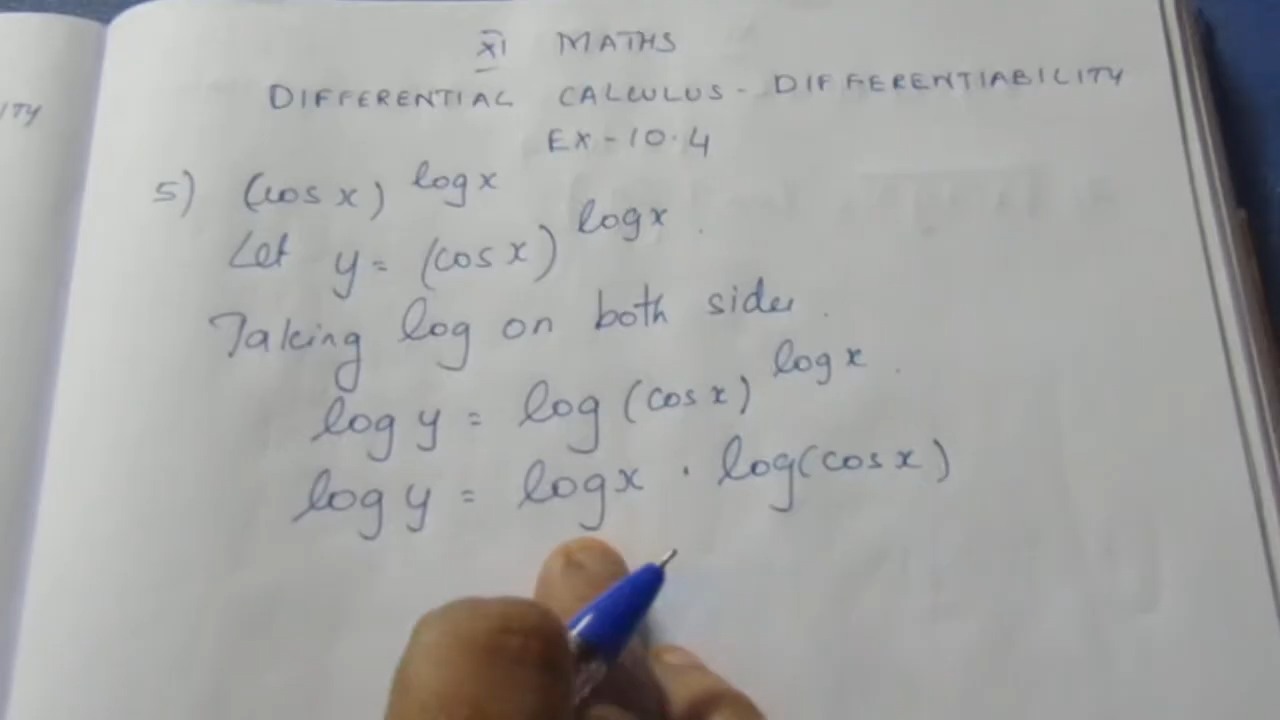 ITY
XI MATHS
DIFFERENTIAL CALCULUS - DIFFERENTIABILITY
EX - 10.4
5) (cos x)^log x
Let y = (cos x)^log x.
Taking log on both sides.
log y = log (cos x)^log x.
log y = log x . log(cos x)